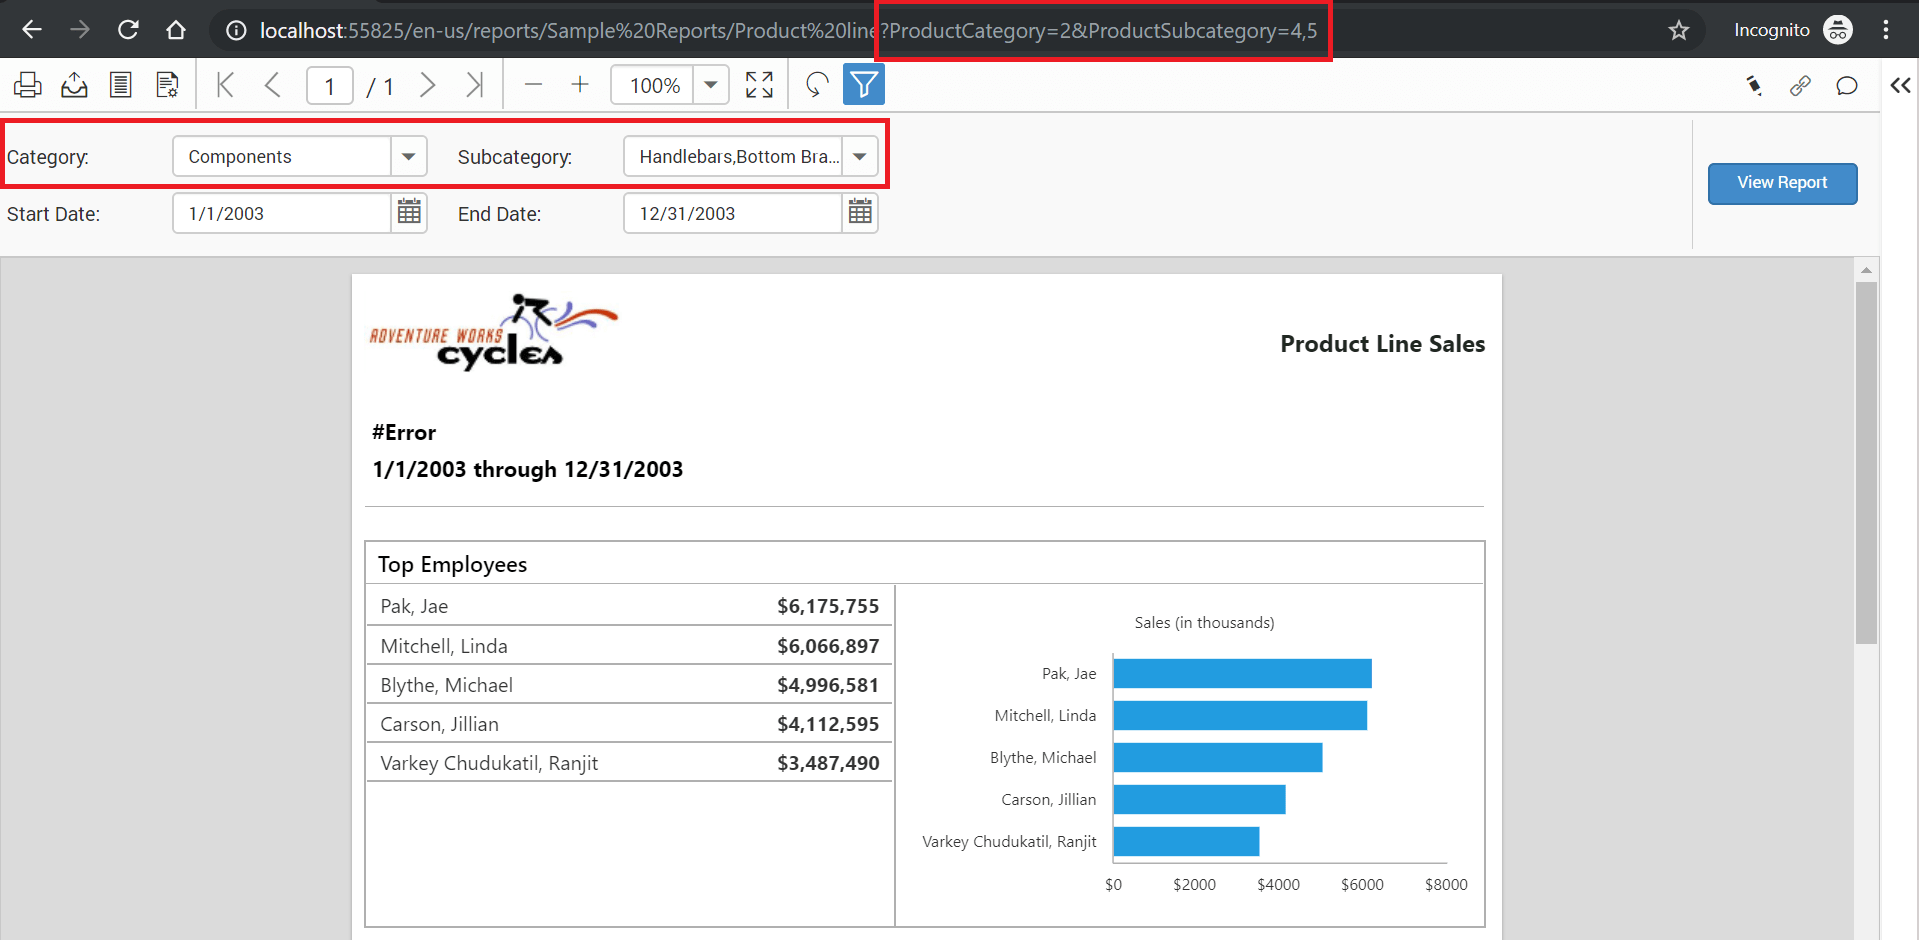 localhost:55825/en-us/reports/Sample%20Reports/Product%20line?ProductCategory=2&ProductSubcategory=4,5
Incognito
1 / 1
100%
Category: Components Subcategory: Handlebars,Bottom Bra...
View Report
Start Date: 1/1/2003 End Date: 12/31/2003
ADVENTURE WORKS
cycles
Product Line Sales
#Error
1/1/2003 through 12/31/2003
Top Employees
Pak, Jae $6,175,755
Mitchell, Linda $6,066,897
Blythe, Michael $4,996,581
Carson, Jillian $4,112,595
Varkey Chudukatil, Ranjit $3,487,490
Sales (in thousands)
Pak, Jae
Mitchell, Linda
Blythe, Michael
Carson, Jillian
Varkey Chudukatil, Ranjit
$0 $2000 $4000 $6000 $8000